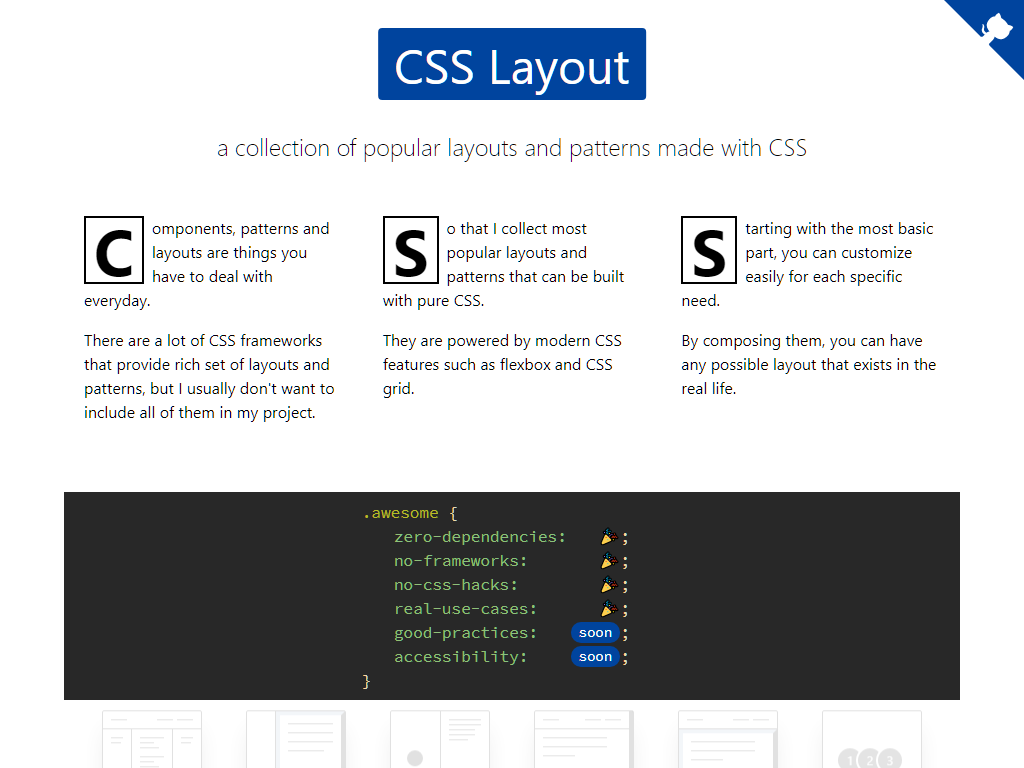 CSS Layout
a collection of popular layouts and patterns made with CSS
Components, patterns and
layouts are things you
have to deal with
everyday.
There are a lot of CSS frameworks
that provide rich set of layouts and
patterns, but I usually don't want to
include all of them in my project.
So that I collect most
popular layouts and
patterns that can be built
with pure CSS.
They are powered by modern CSS
features such as flexbox and CSS
grid.
Starting with the most basic
part, you can customize
easily for each specific
need.
By composing them, you can have
any possible layout that exists in the
real life.
.awesome {
zero-dependencies: 🎉;
no-frameworks: 🎉;
no-css-hacks: 🎉;
real-use-cases: 🎉;
good-practices: soon;
accessibility: soon;
}
1 2 3